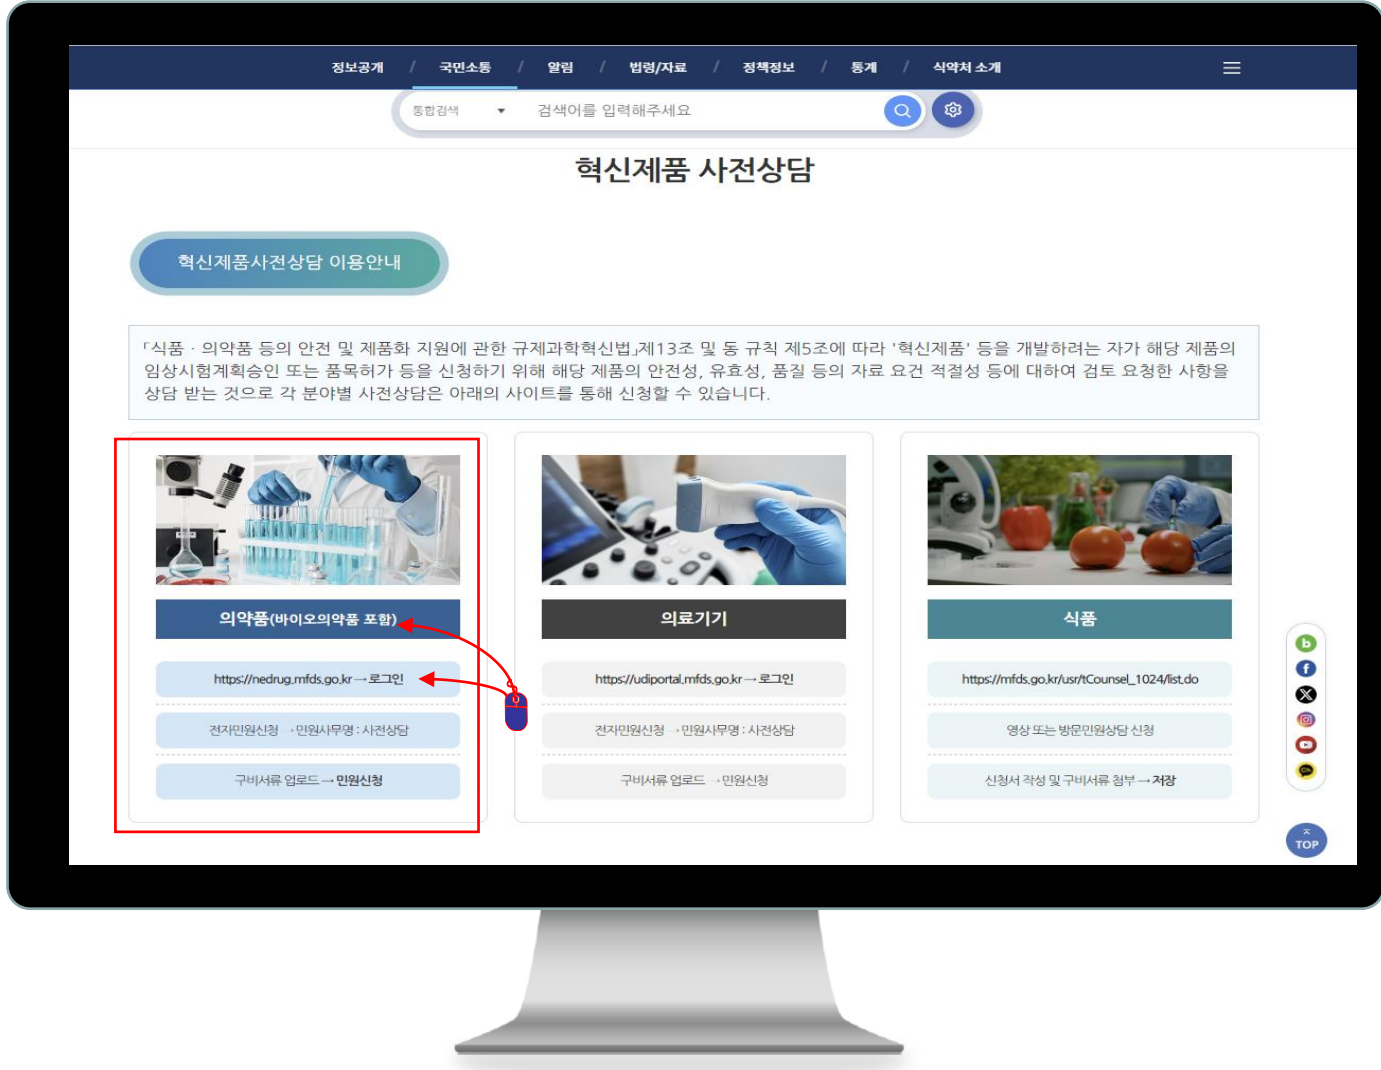 정보공개 / 국민소통 / 알림 / 법령/자료 / 정책정보 / 통계 / 식약처 소개
통합검색 검색어를 입력해주세요
혁신제품 사전상담
혁신제품사전상담 이용안내
「식품 · 의약품 등의 안전 및 제품화 지원에 관한 규제과학혁신법」제13조 및 동 규칙 제5조에 따라 '혁신제품' 등을 개발하려는 자가 해당 제품의
임상시험계획승인 또는 품목허가 등을 신청하기 위해 해당 제품의 안전성, 유효성, 품질 등의 자료 요건 적절성 등에 대하여 검토 요청한 사항을
상담 받는 것으로 각 분야별 사전상담은 아래의 사이트를 통해 신청할 수 있습니다.
의약품(바이오의약품 포함)
https://nedrug.mfds.go.kr → 로그인
전자민원신청 → 민원사무명 : 사전상담
구비서류 업로드 → 민원신청
의료기기
https://udiportal.mfds.go.kr → 로그인
전자민원신청 → 민원사무명 : 사전상담
구비서류 업로드 → 민원신청
식품
https://mfds.go.kr/usr/tCounsel_1024/list.do
영상 또는 방문민원상담 신청
신청서 작성 및 구비서류 첨부 → 저장
TOP